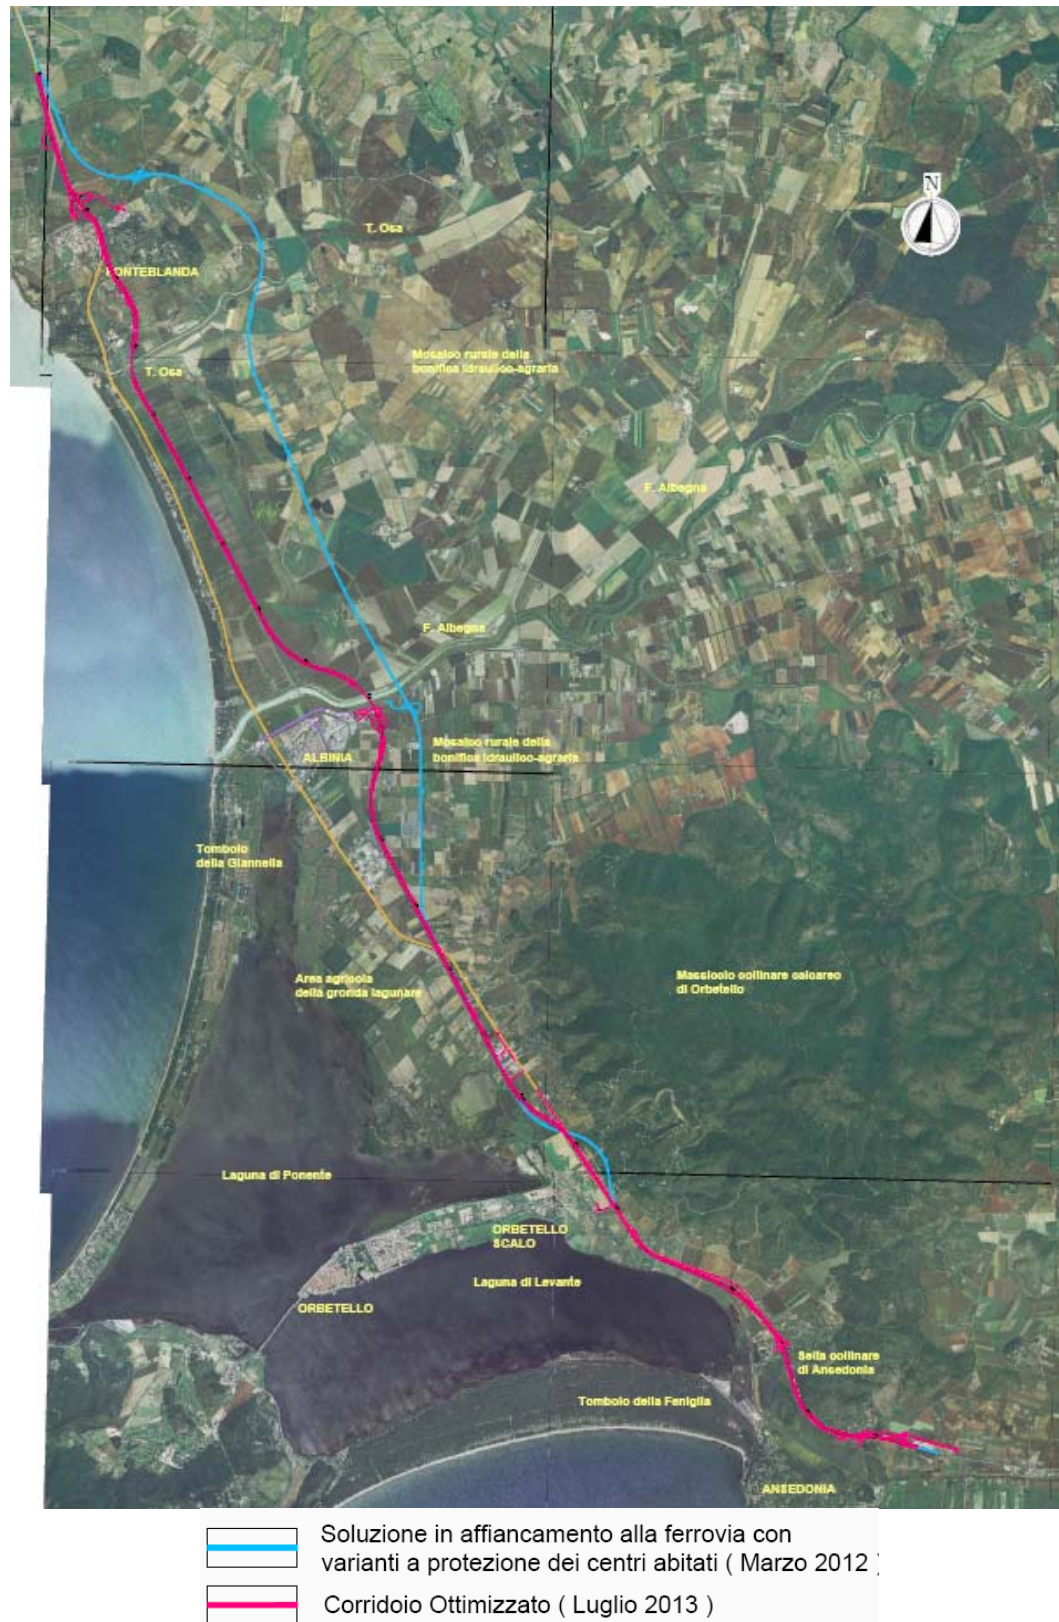 N
T. Osa
FONTEBLANDA
Mosaico rurale della
bonifica idraulico-agraria
T. Osa
F. Albegna
F. Albegna
Mosaico rurale della
bonifica idraulico-agraria
ALBINIA
Tombolo
della Giannella
Area agricola
della gronda lagunare
Massiccio collinare calcareo
di Orbetello
Laguna di Ponente
ORBETELLO
SCALO
Laguna di Levante
ORBETELLO
Sella collinare
di Ansedonia
Tombolo della Feniglia
ANSEDONIA
Soluzione in affiancamento alla ferrovia con
varianti a protezione dei centri abitati ( Marzo 2012 )
Corridoio Ottimizzato ( Luglio 2013 )